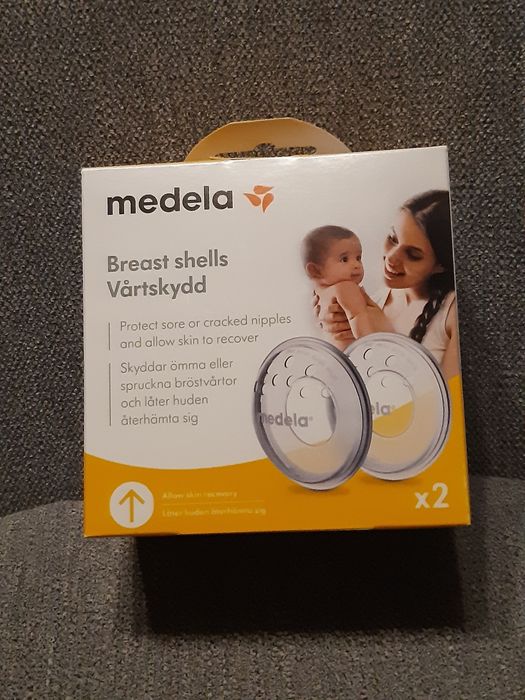 medela
Breast shells
Vårtskydd
Protect sore or cracked nipples
and allow skin to recover
Skyddar ömma eller
spruckna bröstvårtor
och låter huden
återhämta sig
medela
medela
Allow skin recovery
Låter huden återhämta sig
x2